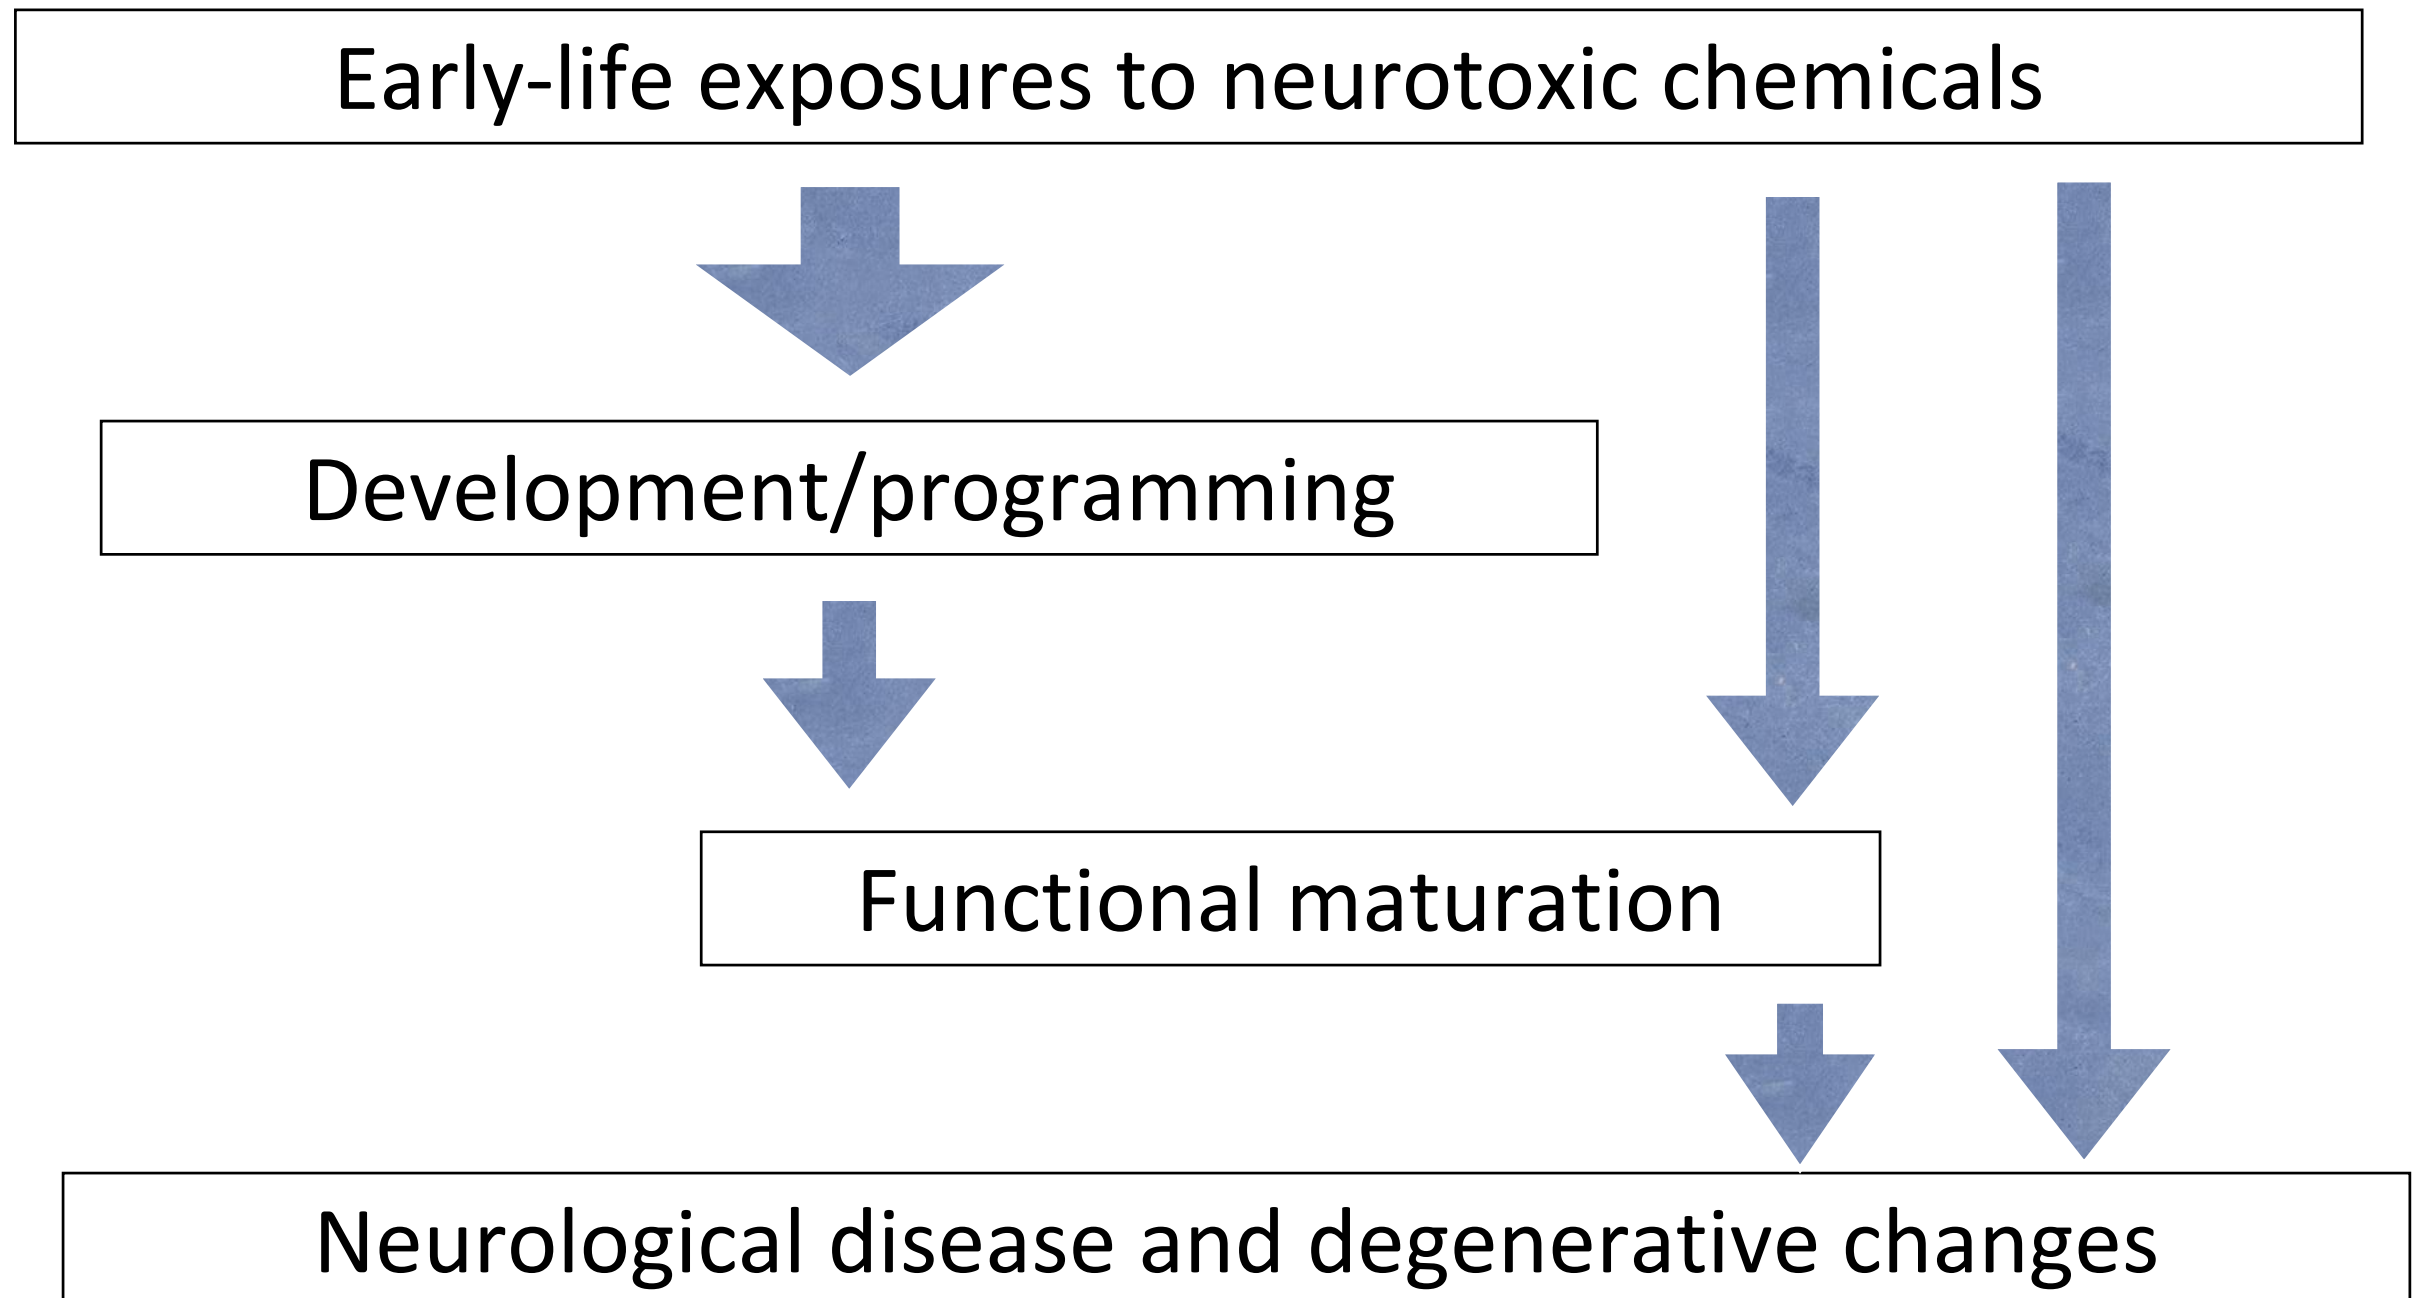 Early-life exposures to neurotoxic chemicals
Development/programming
Functional maturation
Neurological disease and degenerative changes